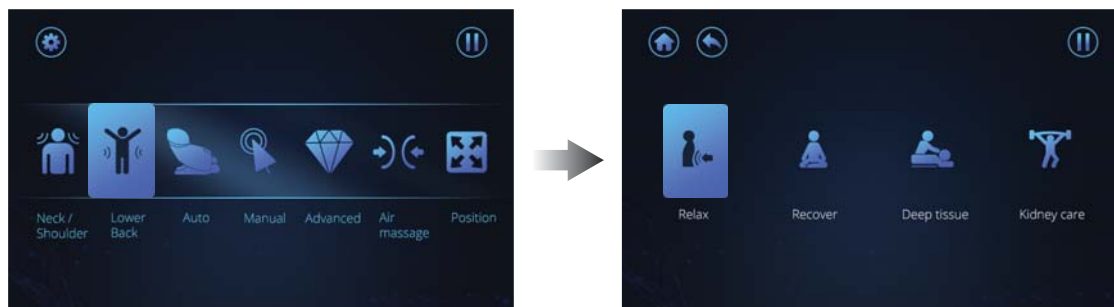 Neck / Lower Auto Manual Advanced Air Position
Shoulder Back massage
Relax Recover Deep tissue Kidney care